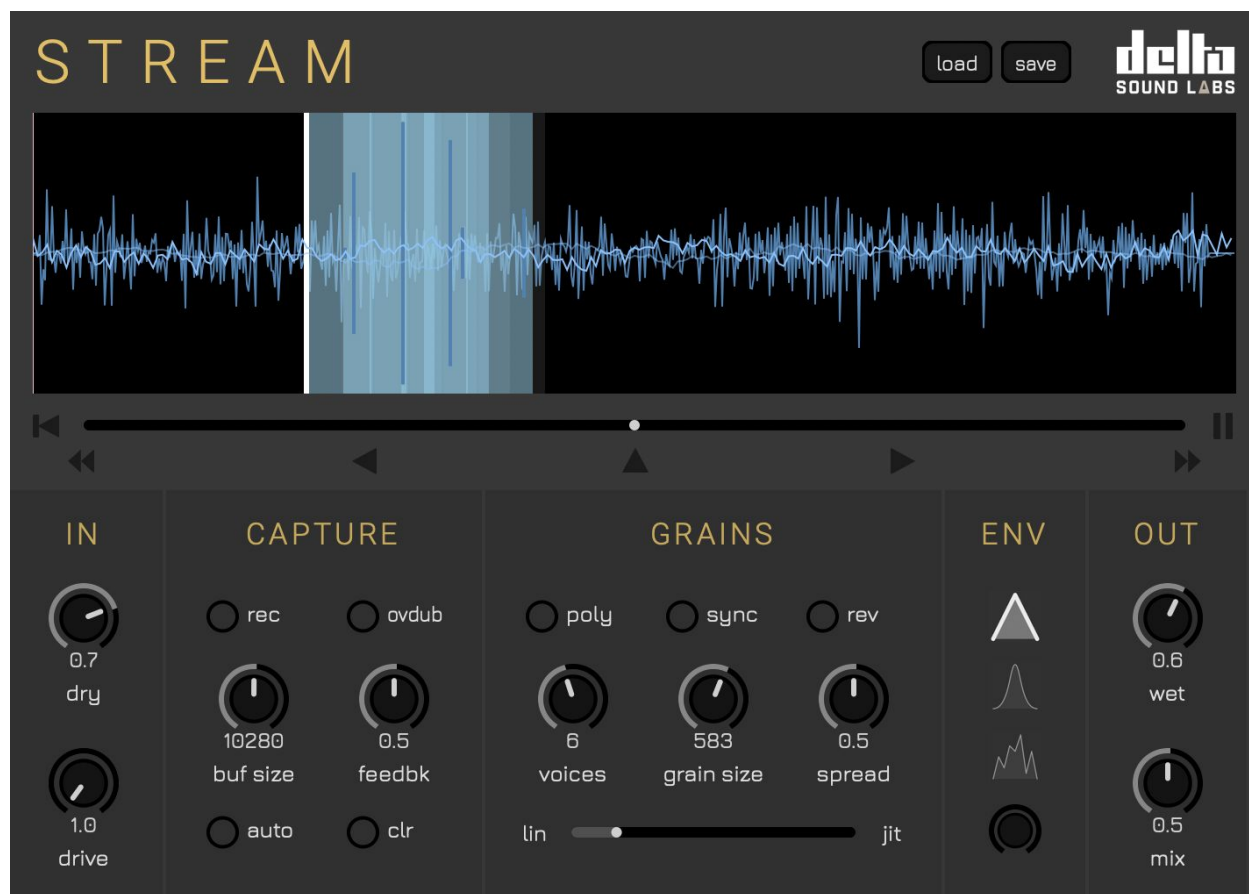 STREAM
load save
delta
SOUND LABS
IN CAPTURE GRAINS ENV OUT
rec ovdub poly sync rev
0.7 0.6
dry wet
10280 0.5 6 583 0.5
buf size feedbk voices grain size spread
1.0 auto clr lin jit 0.5
drive mix